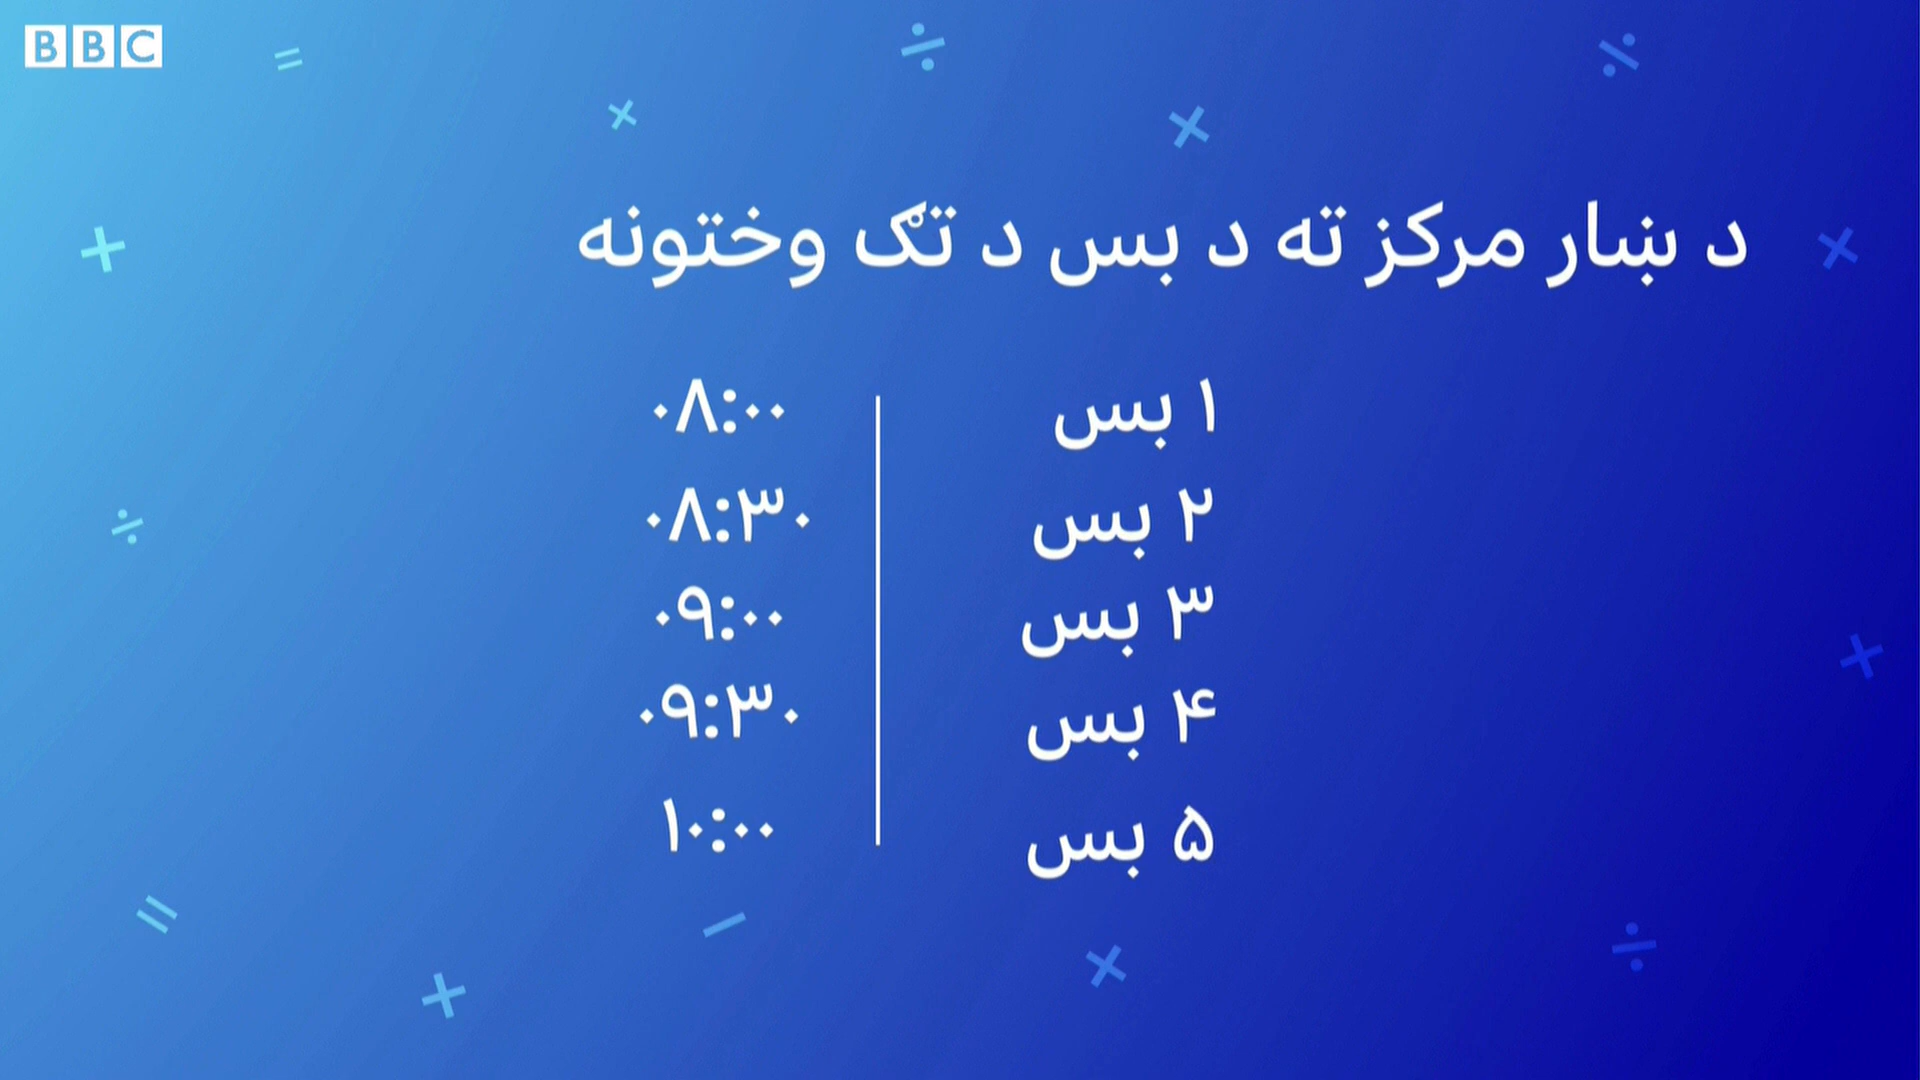 BBC
د ښار مرکز ته د بس د تګ وختونه
۱ بس ۰۸:۰۰
۲ بس ۰۸:۳۰
۳ بس ۰۹:۰۰
۴ بس ۰۹:۳۰
۵ بس ۱۰:۰۰